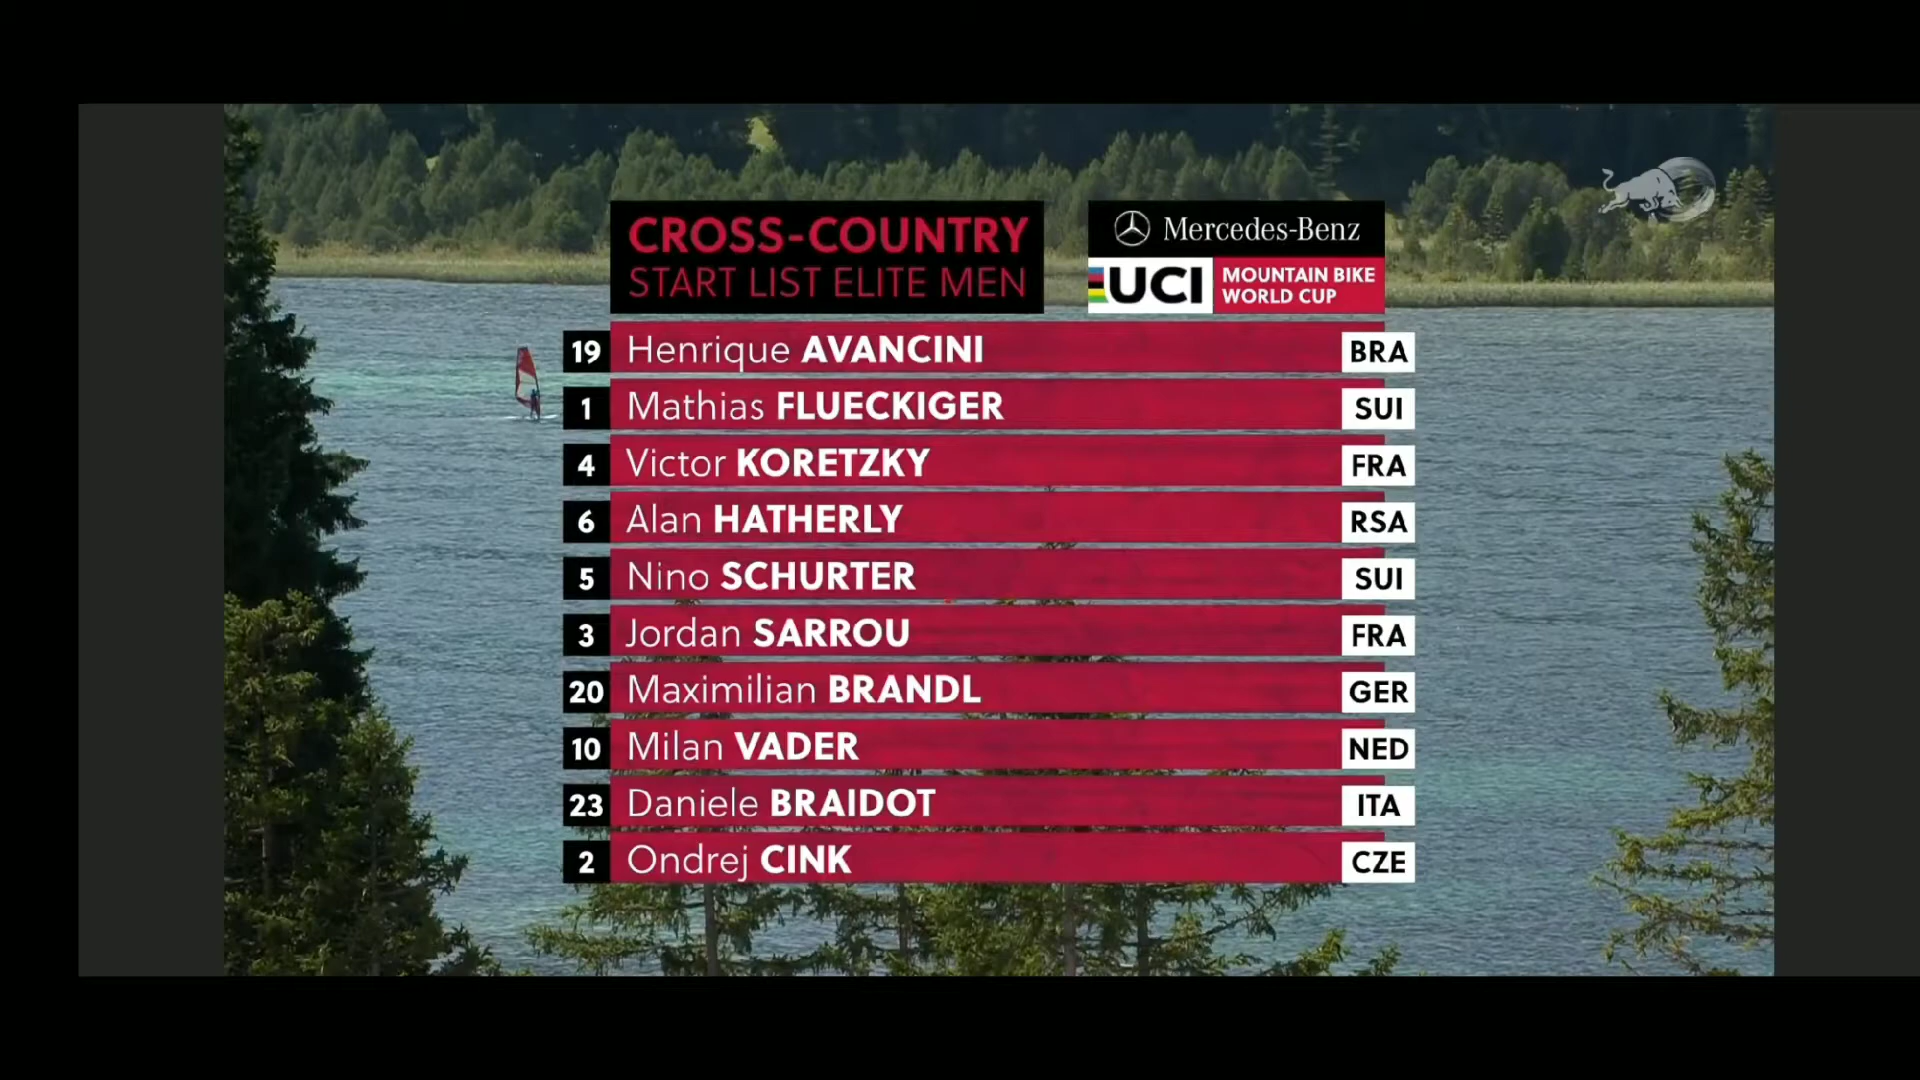 CROSS-COUNTRY
START LIST ELITE MEN
Mercedes-Benz
UCI MOUNTAIN BIKE
WORLD CUP
19 Henrique AVANCINI BRA
1 Mathias FLUECKIGER SUI
4 Victor KORETZKY FRA
6 Alan HATHERLY RSA
5 Nino SCHURTER SUI
3 Jordan SARROU FRA
20 Maximilian BRANDL GER
10 Milan VADER NED
23 Daniele BRAIDOT ITA
2 Ondrej CINK CZE